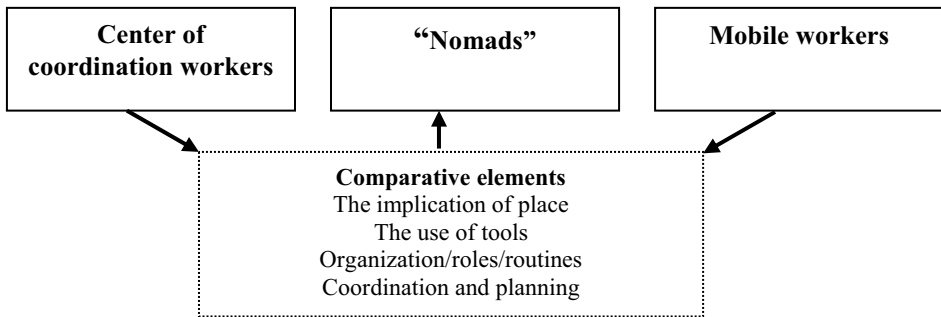 Center of
coordination workers
“Nomads”
Mobile workers
Comparative elements
The implication of place
The use of tools
Organization/roles/routines
Coordination and planning